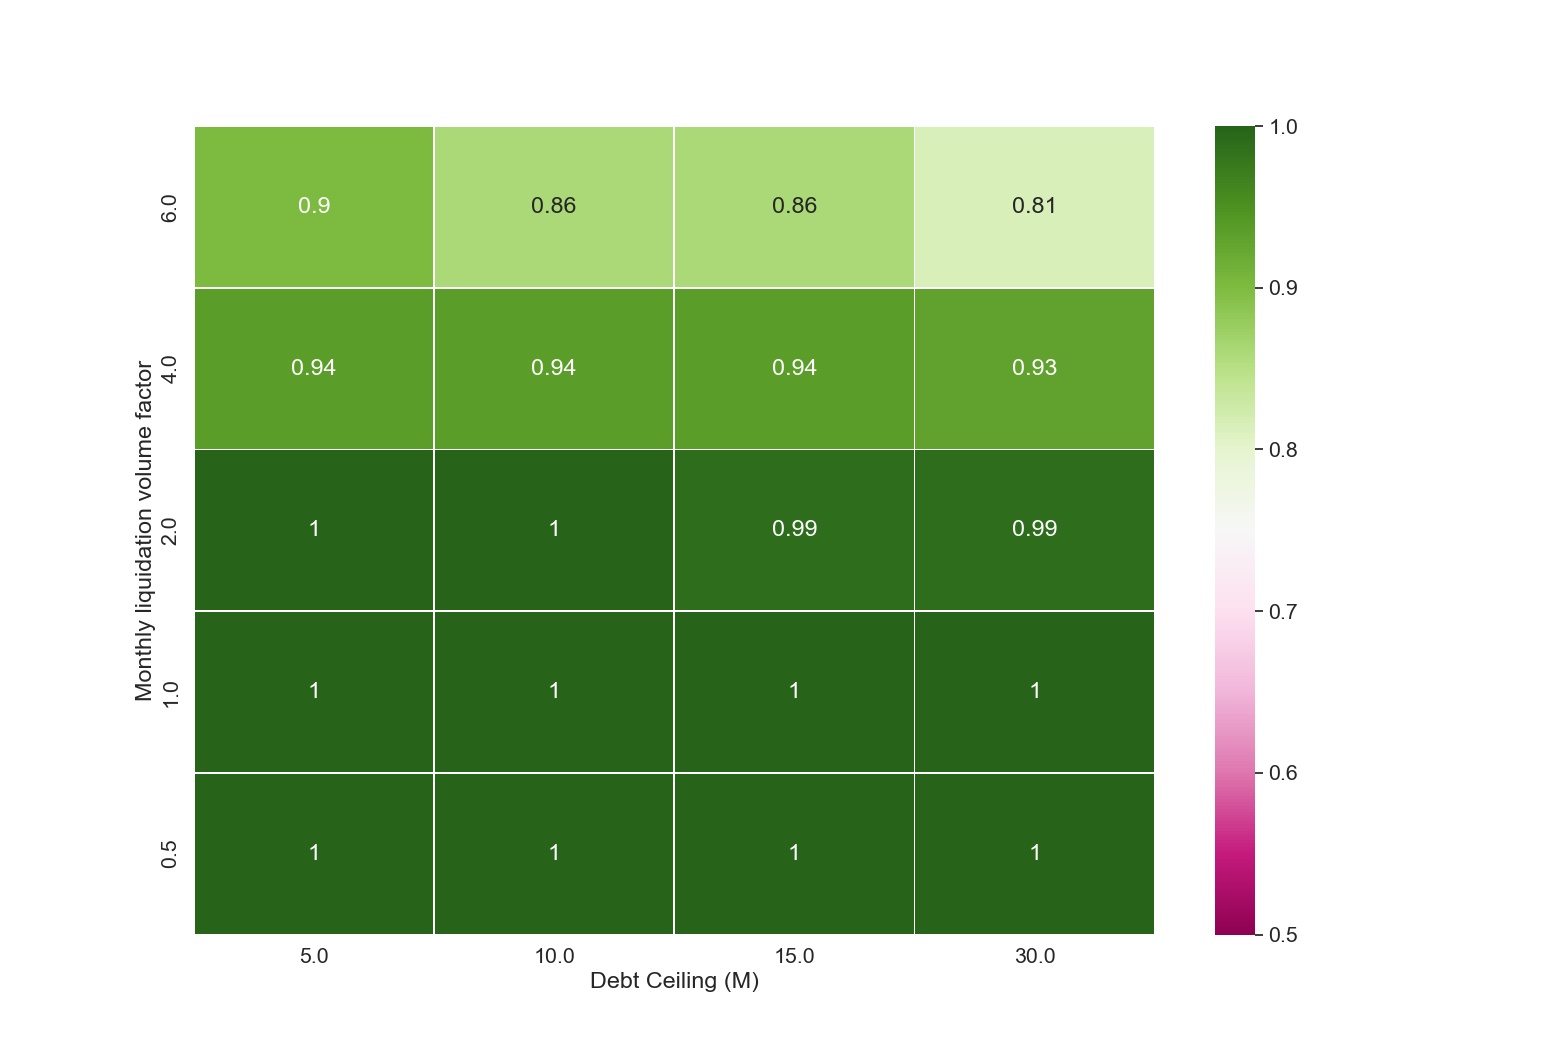 1.0
6.0 0.9 0.86 0.86 0.81
0.9
4.0 0.94 0.94 0.94 0.93
0.8
Monthly liquidation volume factor
2.0 1 1 0.99 0.99
0.7
1.0 1 1 1 1
0.6
0.5 1 1 1 1
0.5
5.0 10.0 15.0 30.0
Debt Ceiling (M)